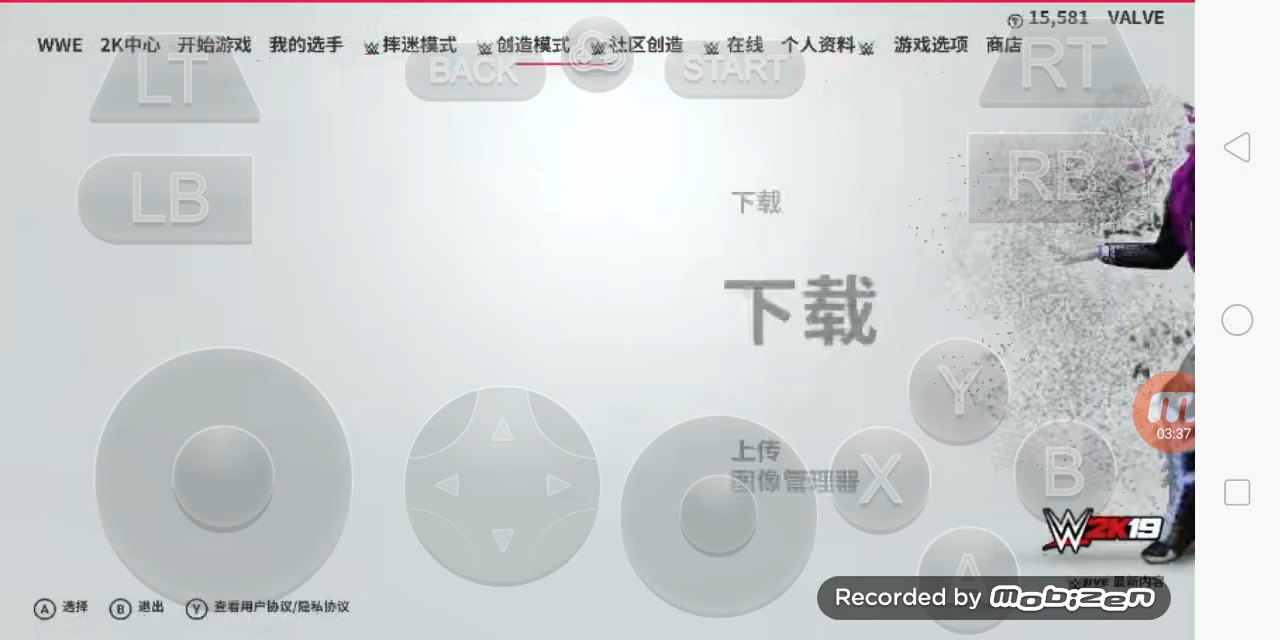 15,581 VALVE
WWE 2K中心 开始游戏 我的选手 摔迷模式 创造模式 社区创造 在线 个人资料 游戏选项 商店
LT BACK START RT
LB RB
下载
下载
Y
上传
图像管理器
X B
03:37
W 2K19
A
最新内容
Recorded by mobizen
A 选择 B 退出 Y 查看用户协议/隐私协议